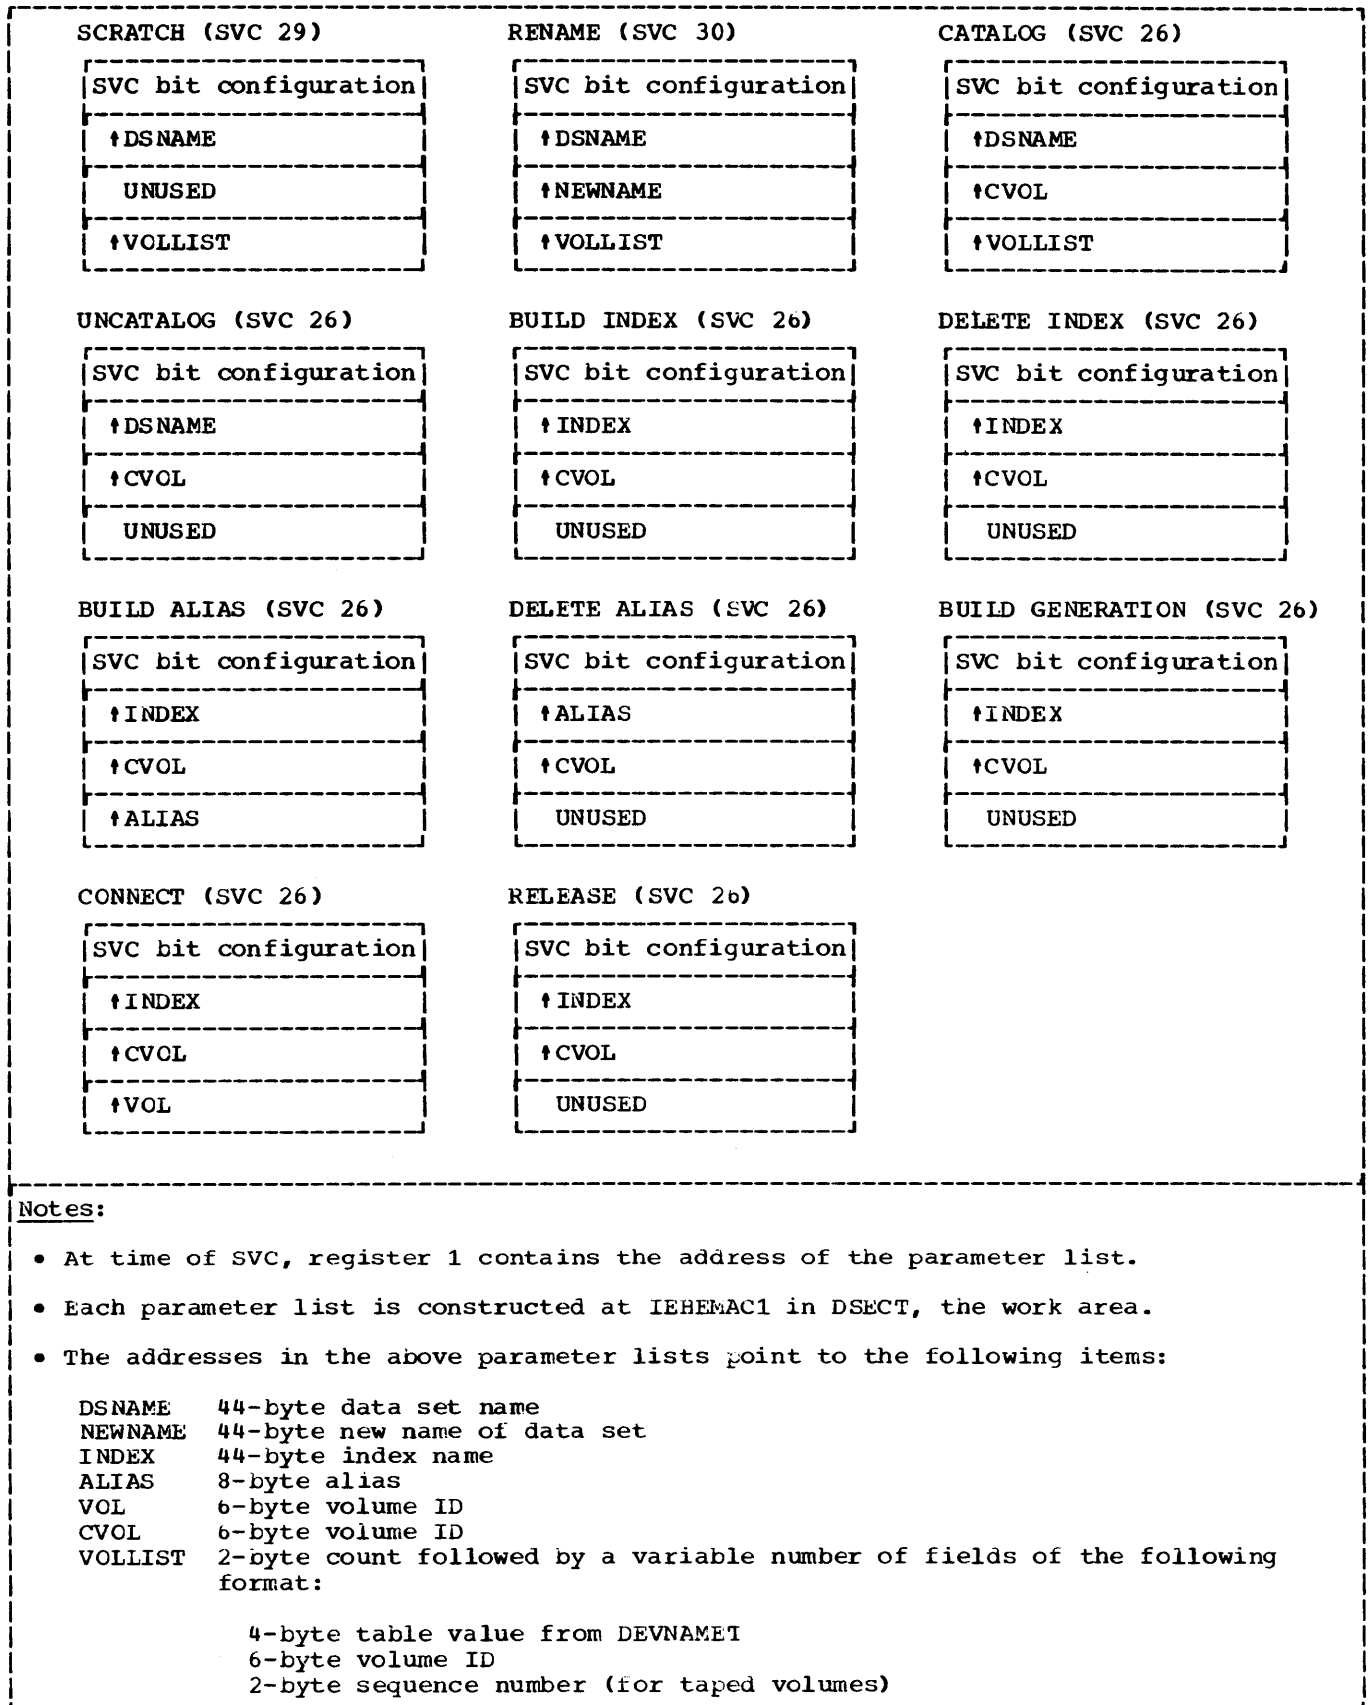 SCRATCH (SVC 29) RENAME (SVC 30) CATALOG (SVC 26)
SVC bit configuration SVC bit configuration SVC bit configuration
↑DSNAME ↑DSNAME ↑DSNAME
UNUSED ↑NEWNAME ↑CVOL
↑VOLLIST ↑VOLLIST ↑VOLLIST
UNCATALOG (SVC 26) BUILD INDEX (SVC 26) DELETE INDEX (SVC 26)
SVC bit configuration SVC bit configuration SVC bit configuration
↑DSNAME ↑INDEX ↑INDEX
↑CVOL ↑CVOL ↑CVOL
UNUSED UNUSED UNUSED
BUILD ALIAS (SVC 26) DELETE ALIAS (SVC 26) BUILD GENERATION (SVC 26)
SVC bit configuration SVC bit configuration SVC bit configuration
↑INDEX ↑ALIAS ↑INDEX
↑CVOL ↑CVOL ↑CVOL
↑ALIAS UNUSED UNUSED
CONNECT (SVC 26) RELEASE (SVC 26)
SVC bit configuration SVC bit configuration
↑INDEX ↑INDEX
↑CVOL ↑CVOL
↑VOL UNUSED
Notes:
• At time of SVC, register 1 contains the address of the parameter list.
• Each parameter list is constructed at IEHEMAC1 in DSECT, the work area.
• The addresses in the above parameter lists point to the following items:
DSNAME 44-byte data set name
NEWNAME 44-byte new name of data set
INDEX 44-byte index name
ALIAS 8-byte alias
VOL 6-byte volume ID
CVOL 6-byte volume ID
VOLLIST 2-byte count followed by a variable number of fields of the following
format:
4-byte table value from DEVNAMET
6-byte volume ID
2-byte sequence number (for taped volumes)